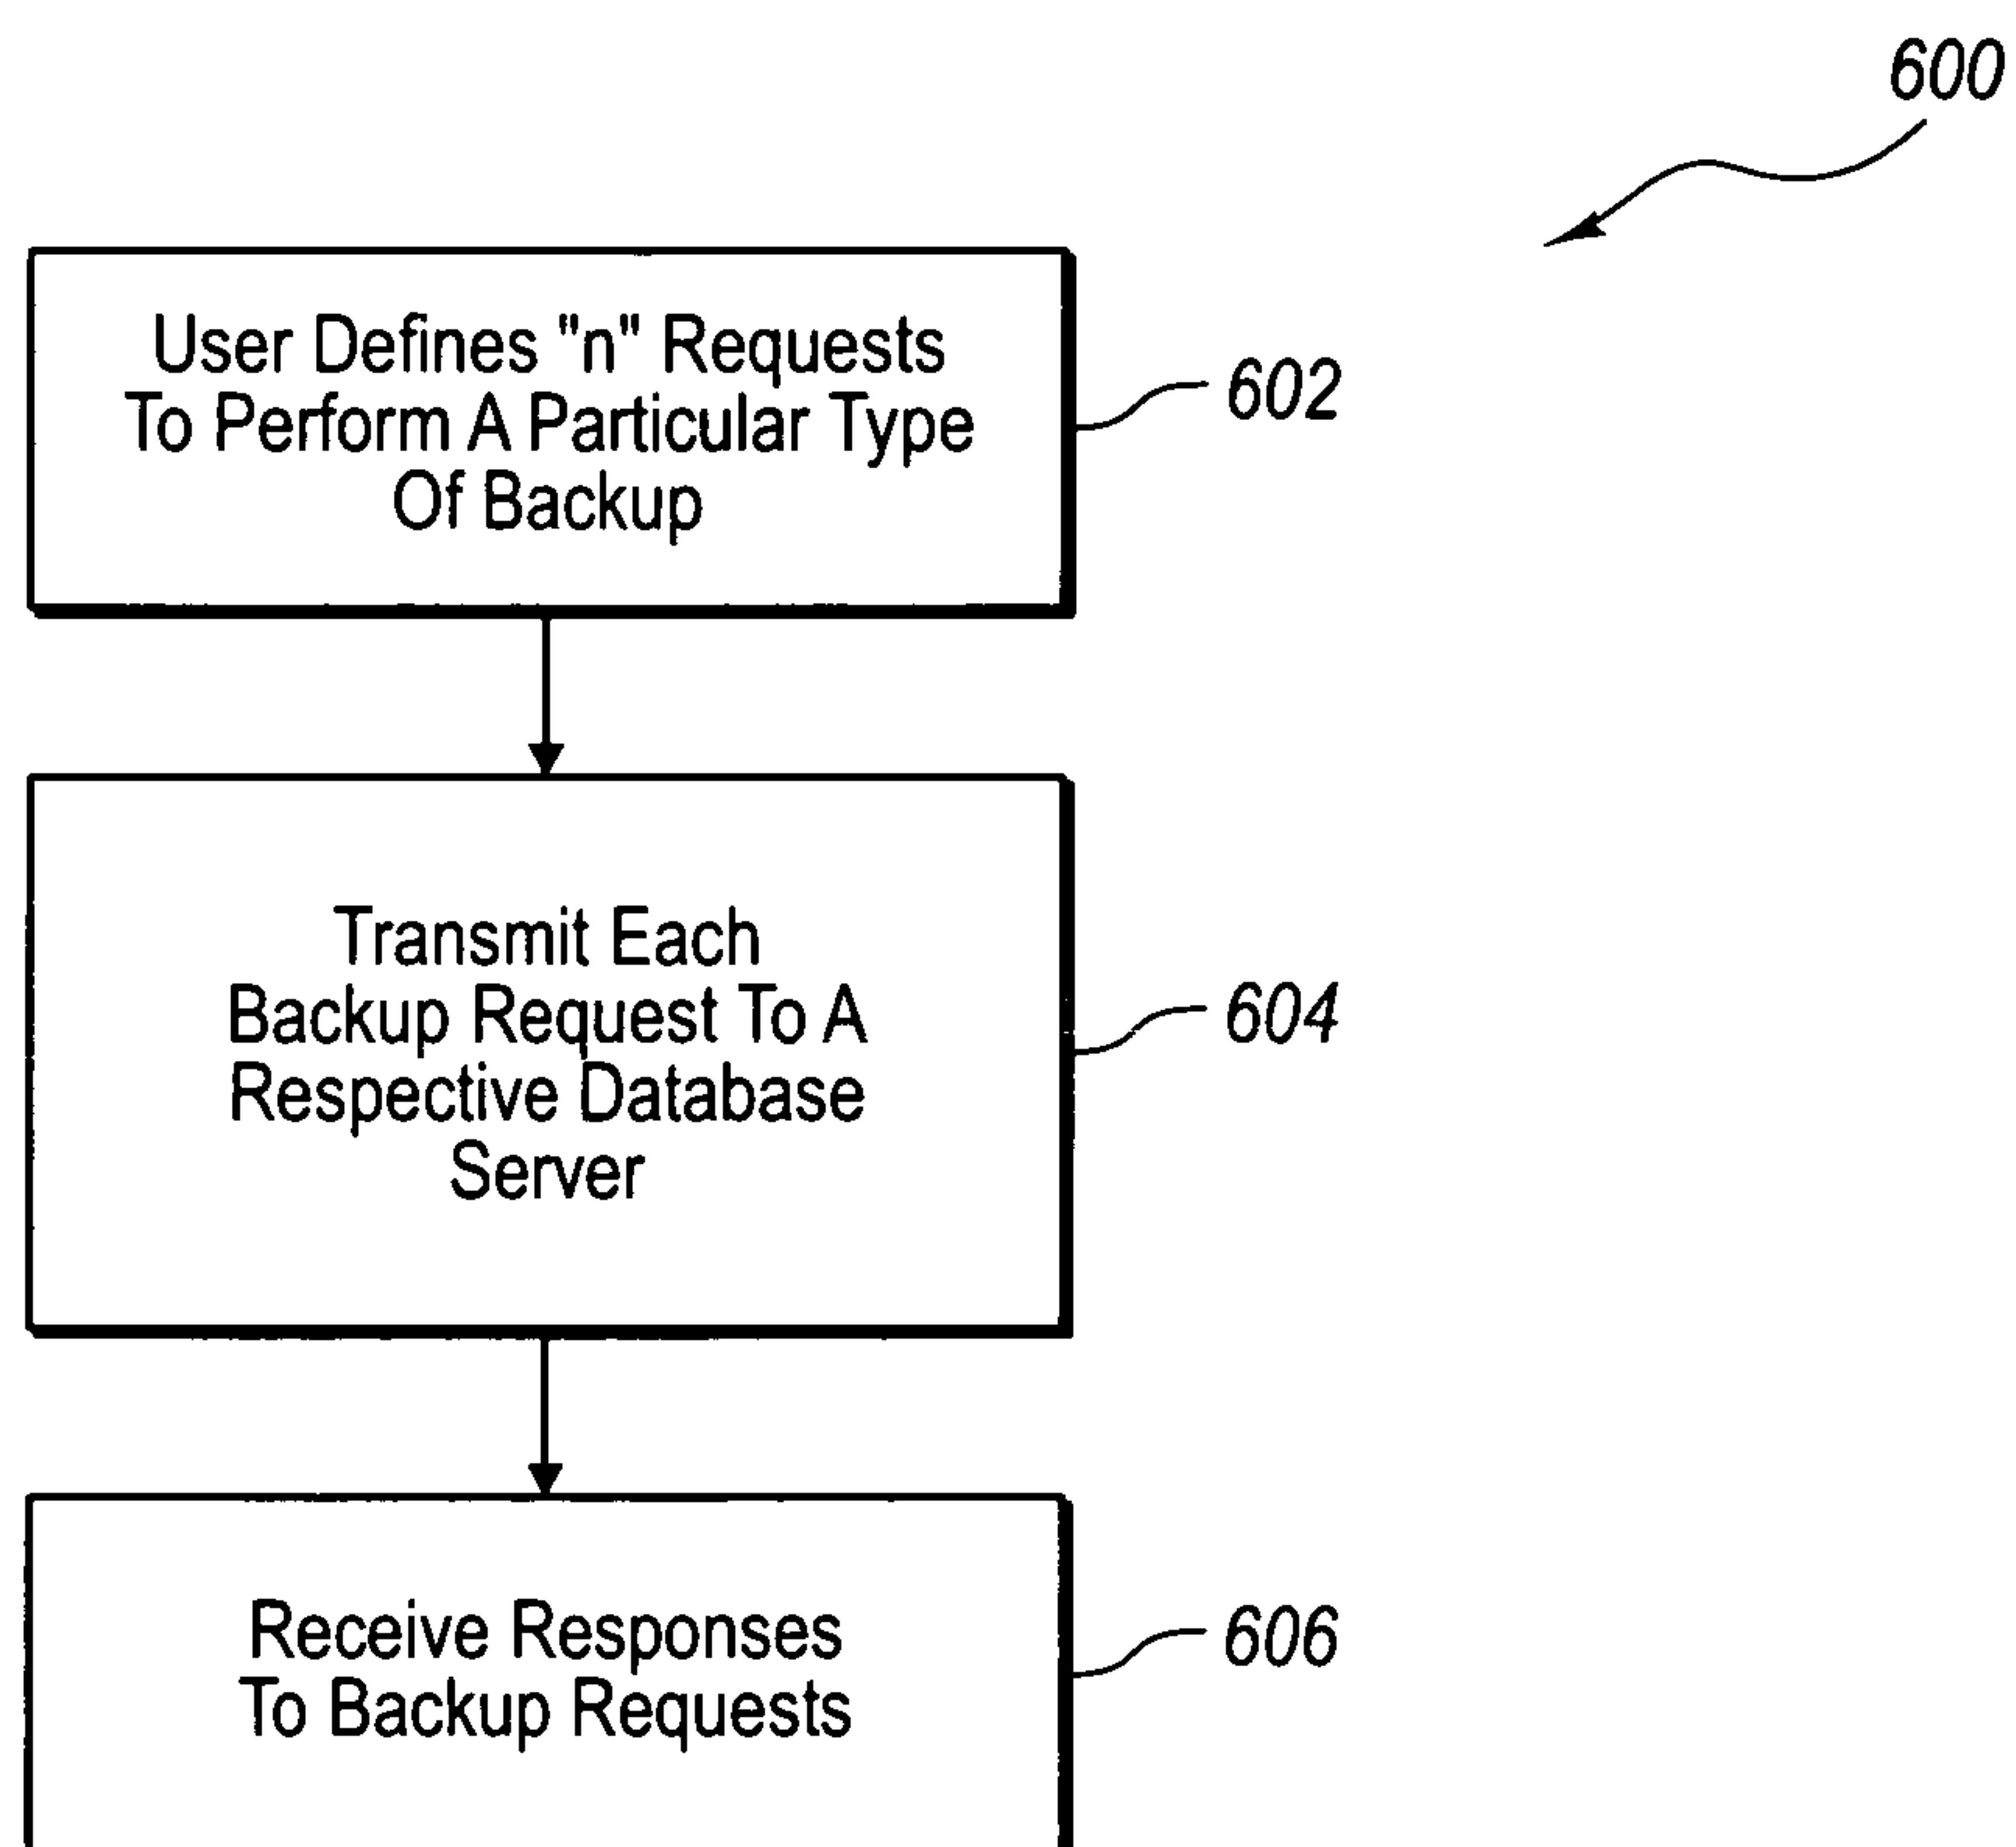 600
User Defines "n" Requests
To Perform A Particular Type
Of Backup
602
Transmit Each
Backup Request To A
Respective Database
Server
604
Receive Responses
To Backup Requests
606